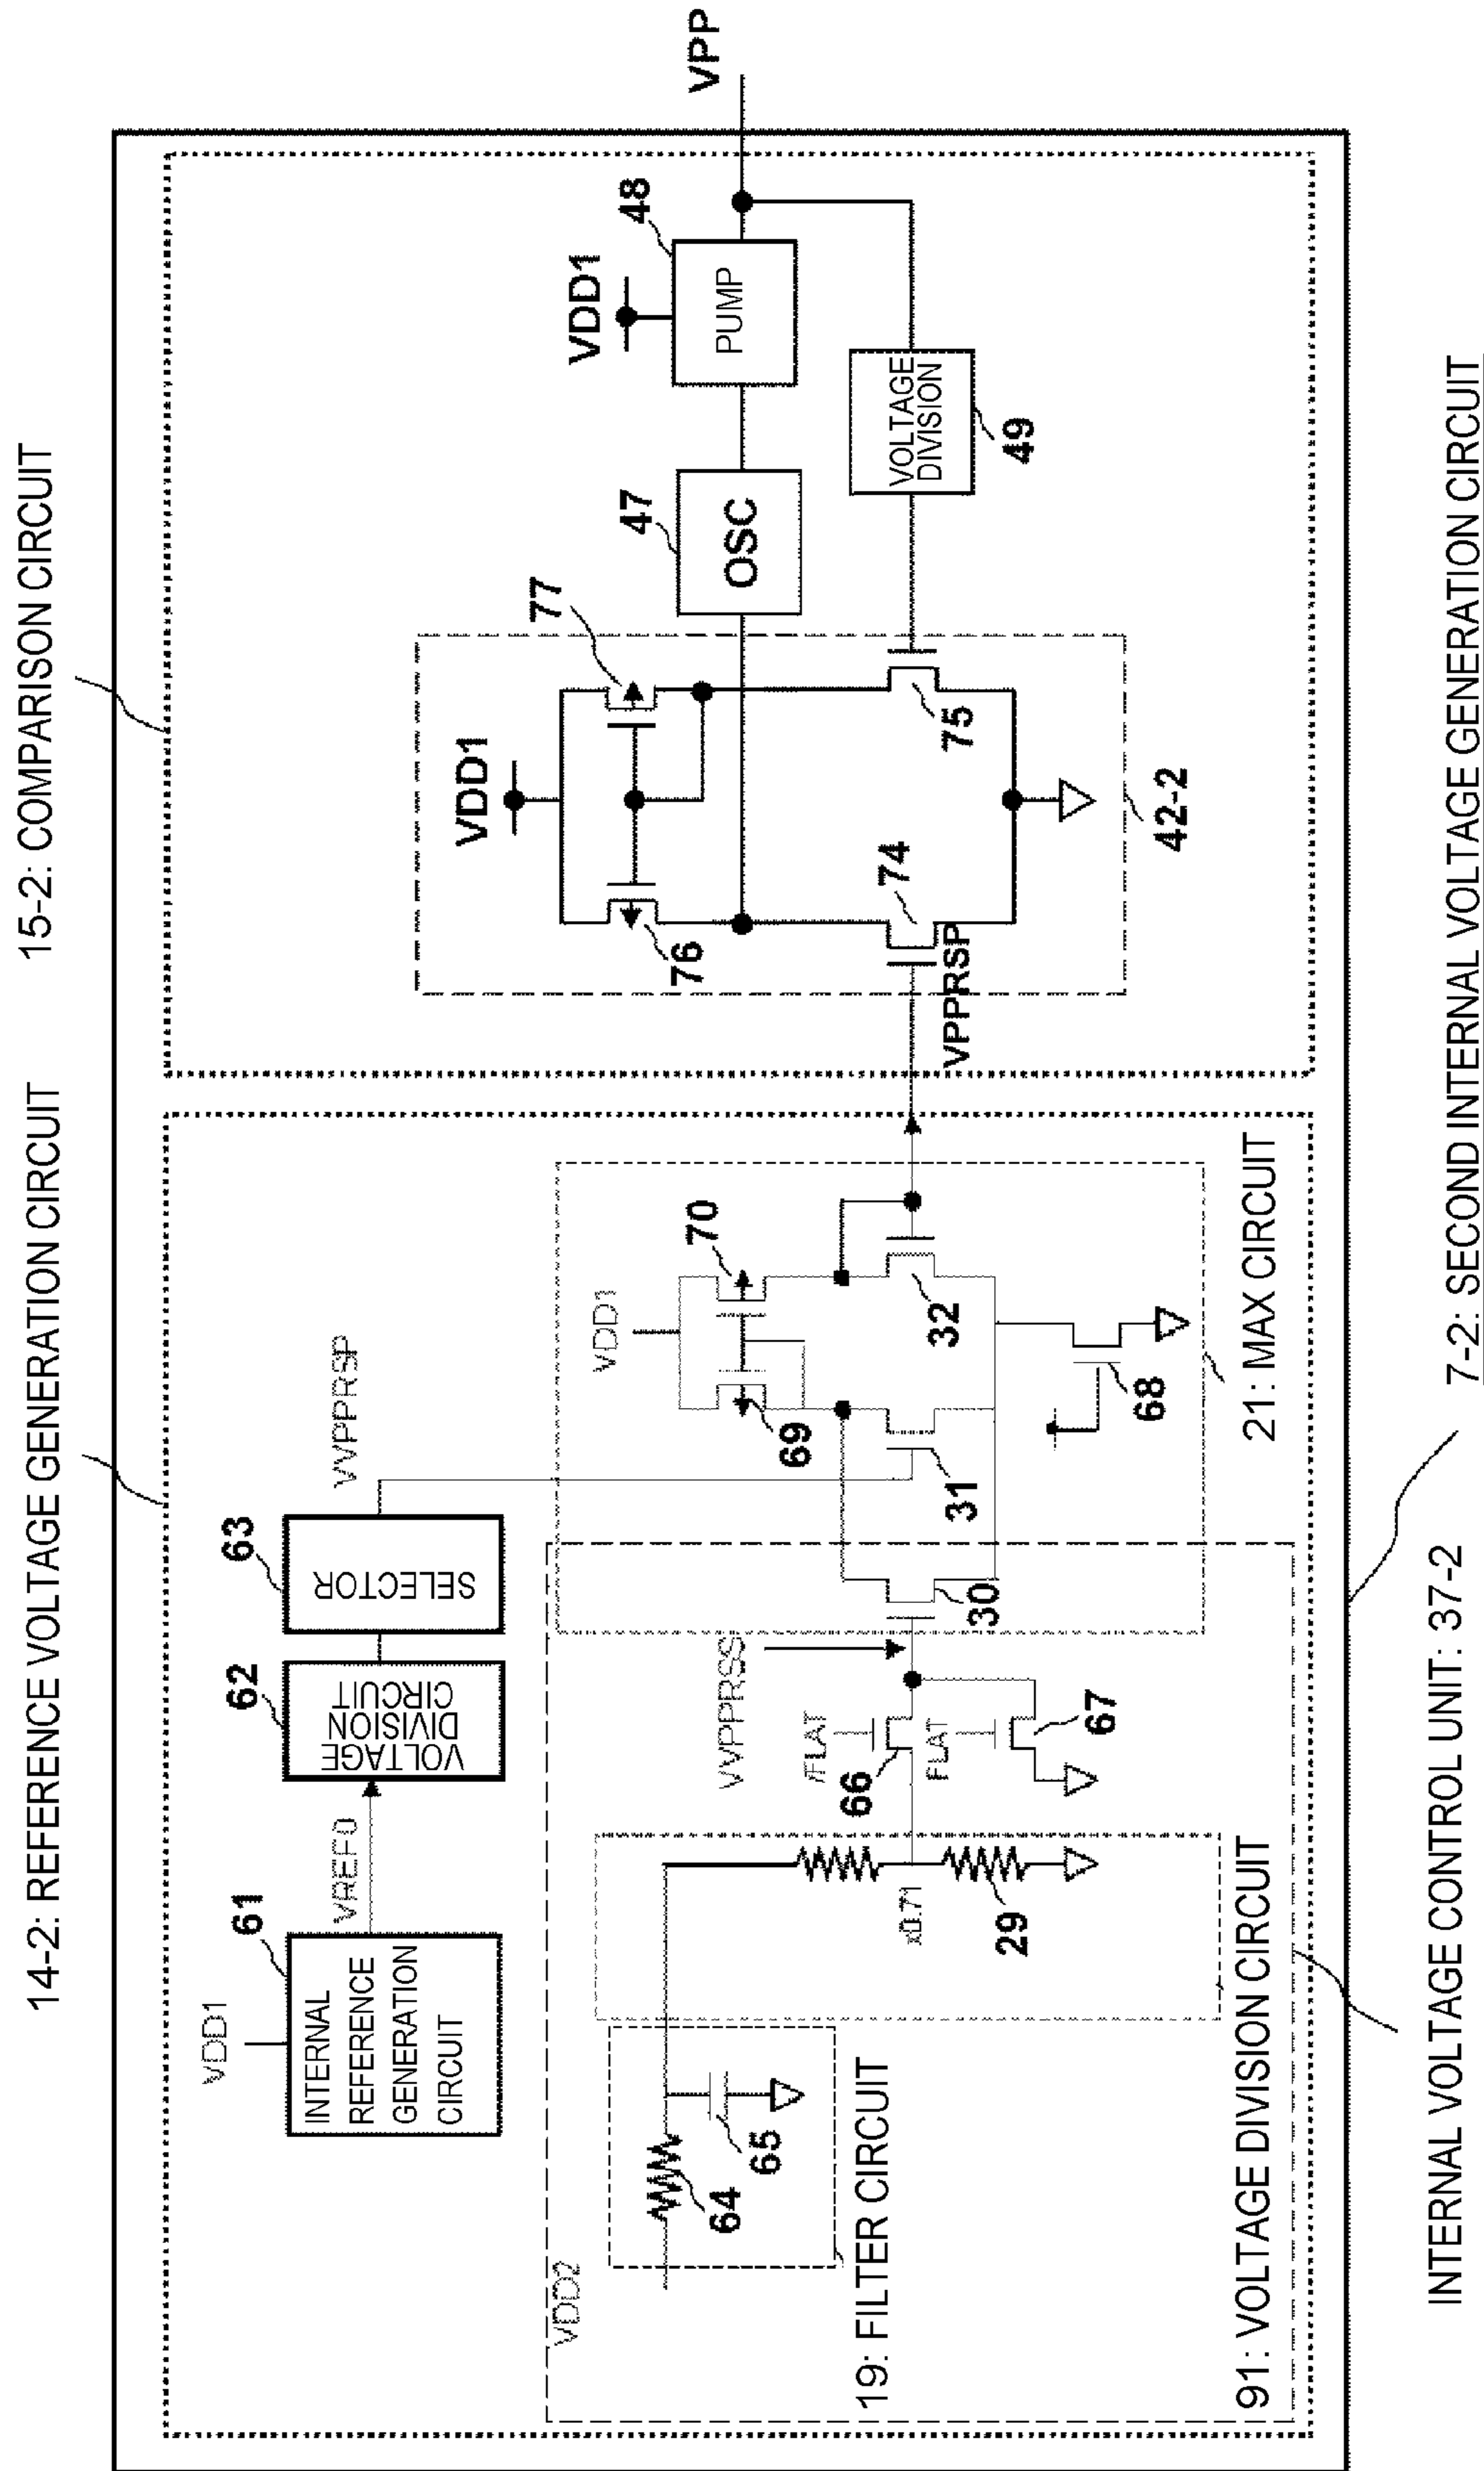 14-2: REFERENCE VOLTAGE GENERATION CIRCUIT
15-2: COMPARISON CIRCUIT
VDD1
61
INTERNAL
REFERENCE
GENERATION
CIRCUIT
VREF0
62
VOLTAGE
DIVISION
CIRCUIT
63
SELECTOR
VVPPRSP
VDD2
64
65
19: FILTER CIRCUIT
x0.71
29
91: VOLTAGE DIVISION CIRCUIT
/FLAT
66
FLAT
67
VVPPRSS
30
31
32
VDD1
69
70
68
21: MAX CIRCUIT
VPPRSP
VDD1
76
77
74
75
42-2
47
OSC
VDD1
48
PUMP
VOLTAGE
DIVISION
49
VPP
INTERNAL VOLTAGE CONTROL UNIT: 37-2
7-2: SECOND INTERNAL VOLTAGE GENERATION CIRCUIT